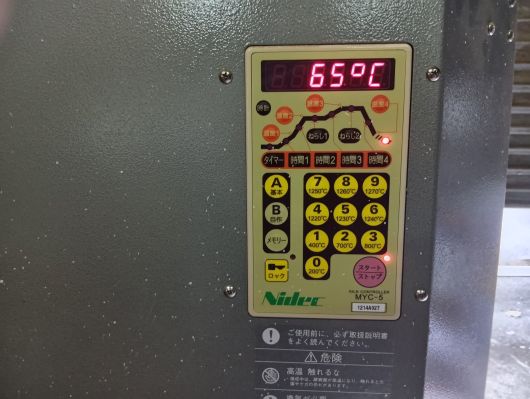 65°C
時計
温度1
温度2
温度3
温度4
ねらし1
ねらし2
タイマー 時間1 時間2 時間3 時間4
A 基本
7 1250℃
8 1260℃
9 1270℃
B 自作
4 1220℃
5 1230℃
6 1240℃
メモリー
1 400℃
2 700℃
3 800℃
ロック
0 200℃
スタート
ストップ
Nidec
KILN CONTROLLER
MYC-5
1214A027
ご使用前に、必ず取扱説明書
をよく読んでください。
危険
高温 触れるな